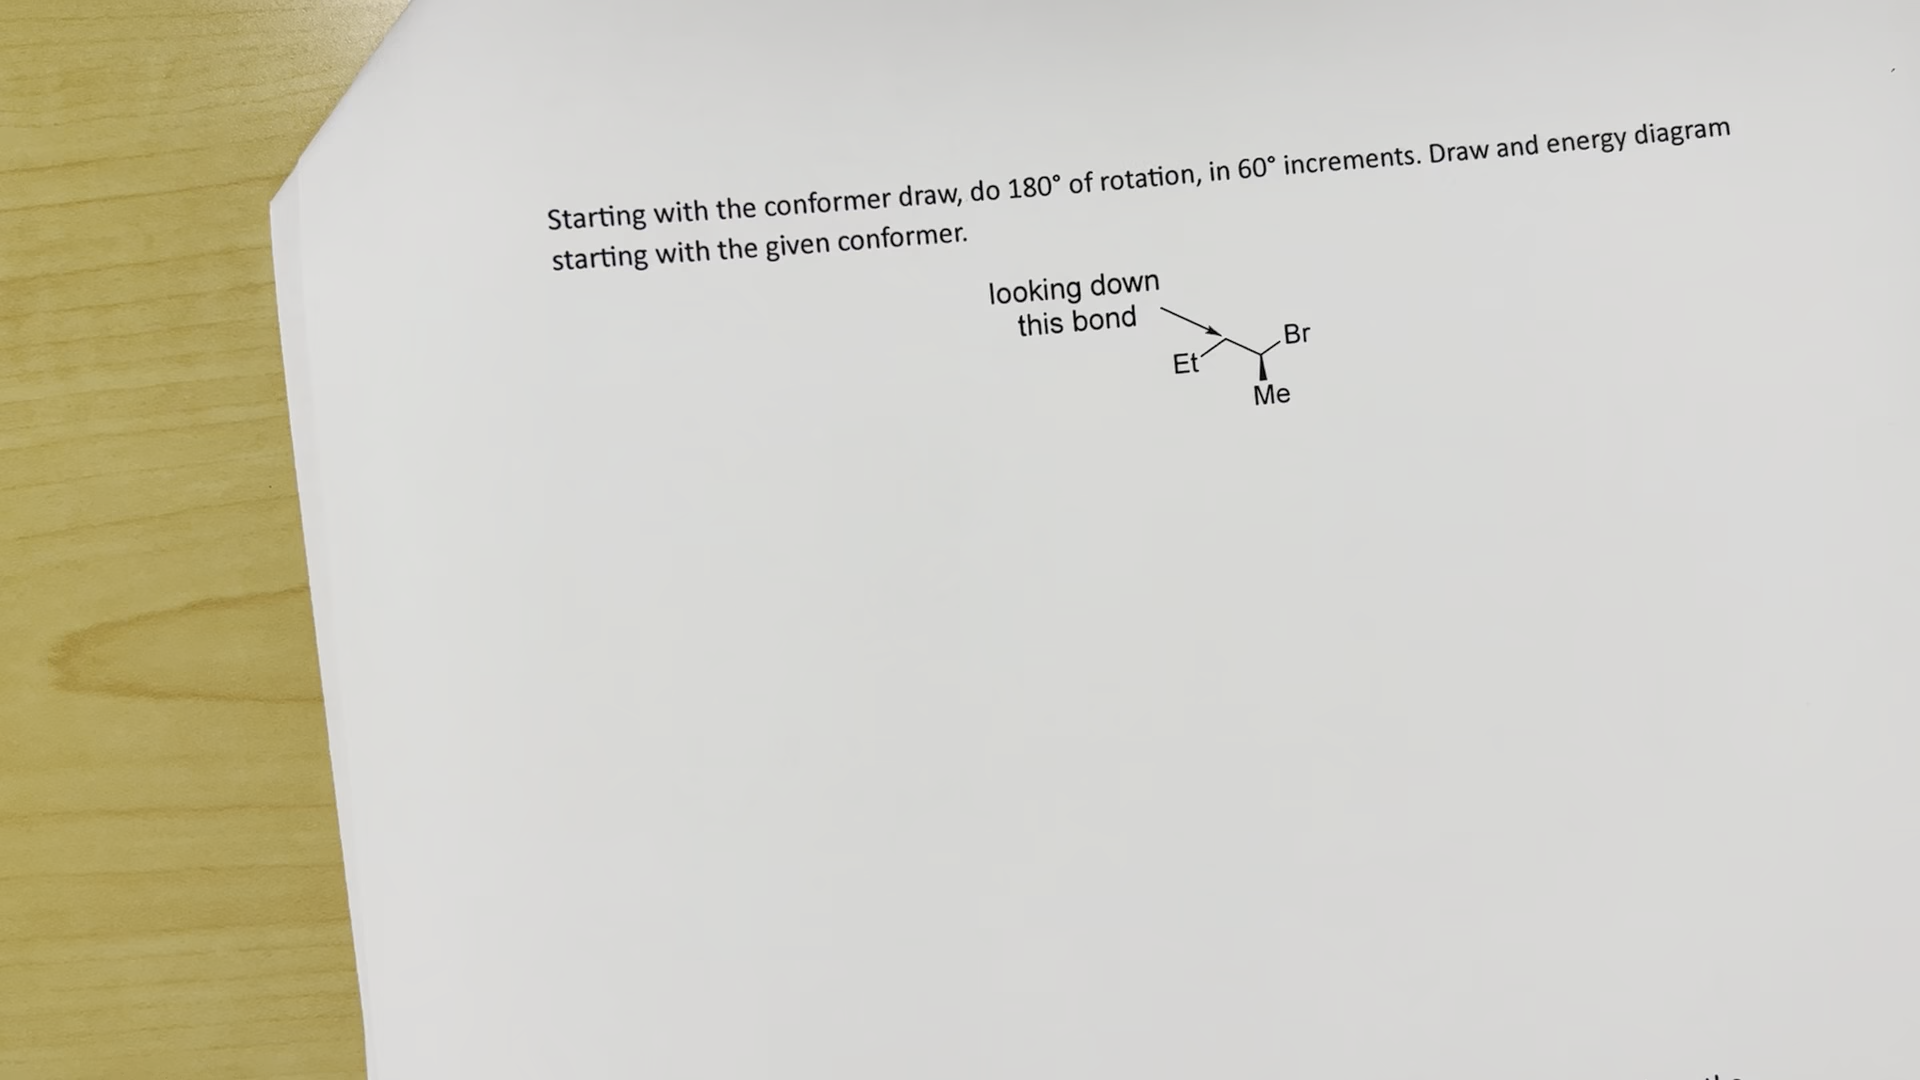 Starting with the conformer draw, do 180° of rotation, in 60° increments. Draw and energy diagram
starting with the given conformer.
looking down
this bond
Br
Et
Me